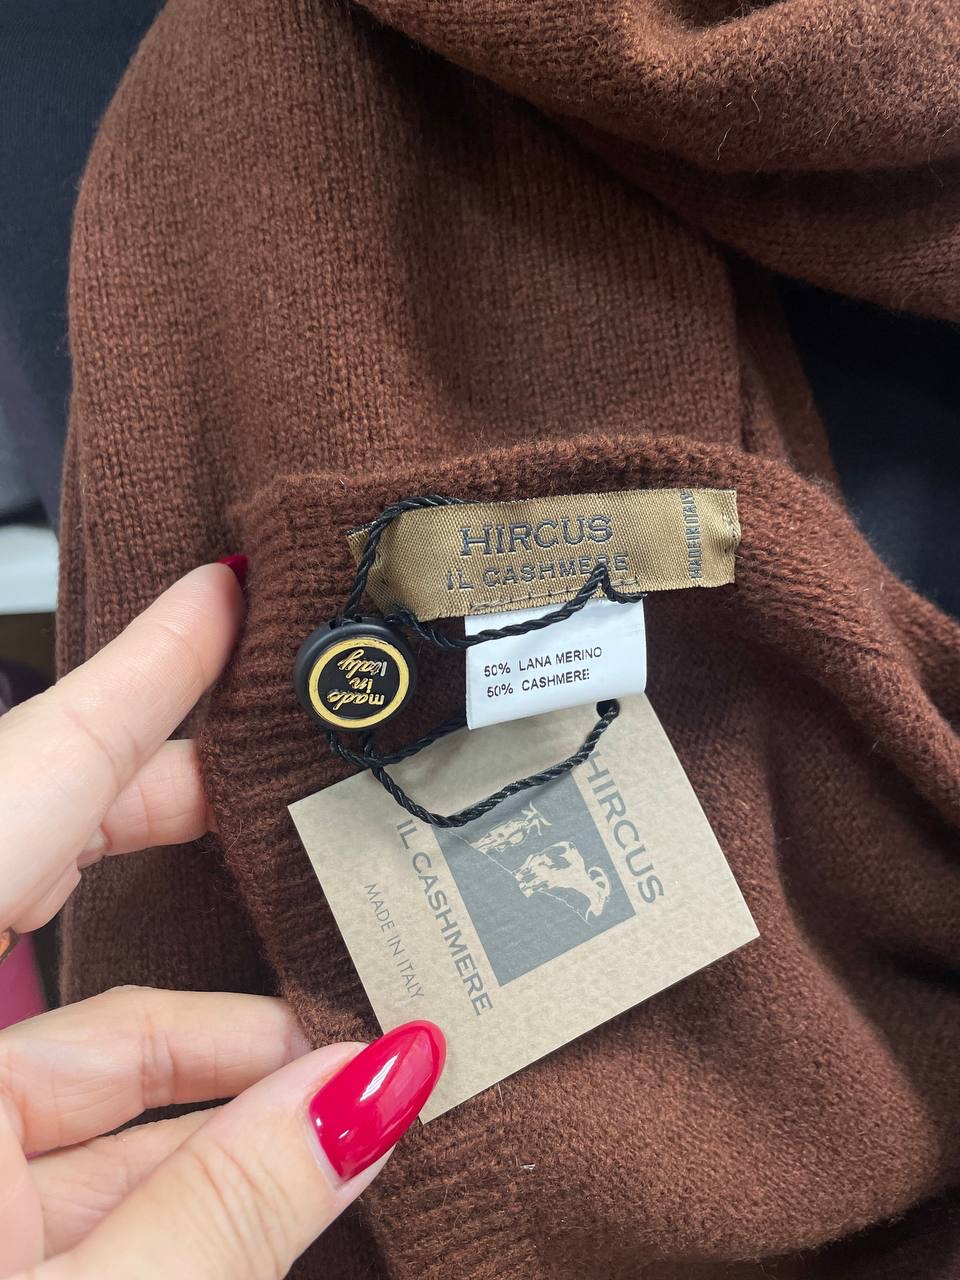 HIRCUS
IL CASHMERE
MADE IN ITALY
50% LANA MERINO
50% CASHMERE
made
in
Italy
HIRCUS
IL CASHMERE
MADE IN ITALY